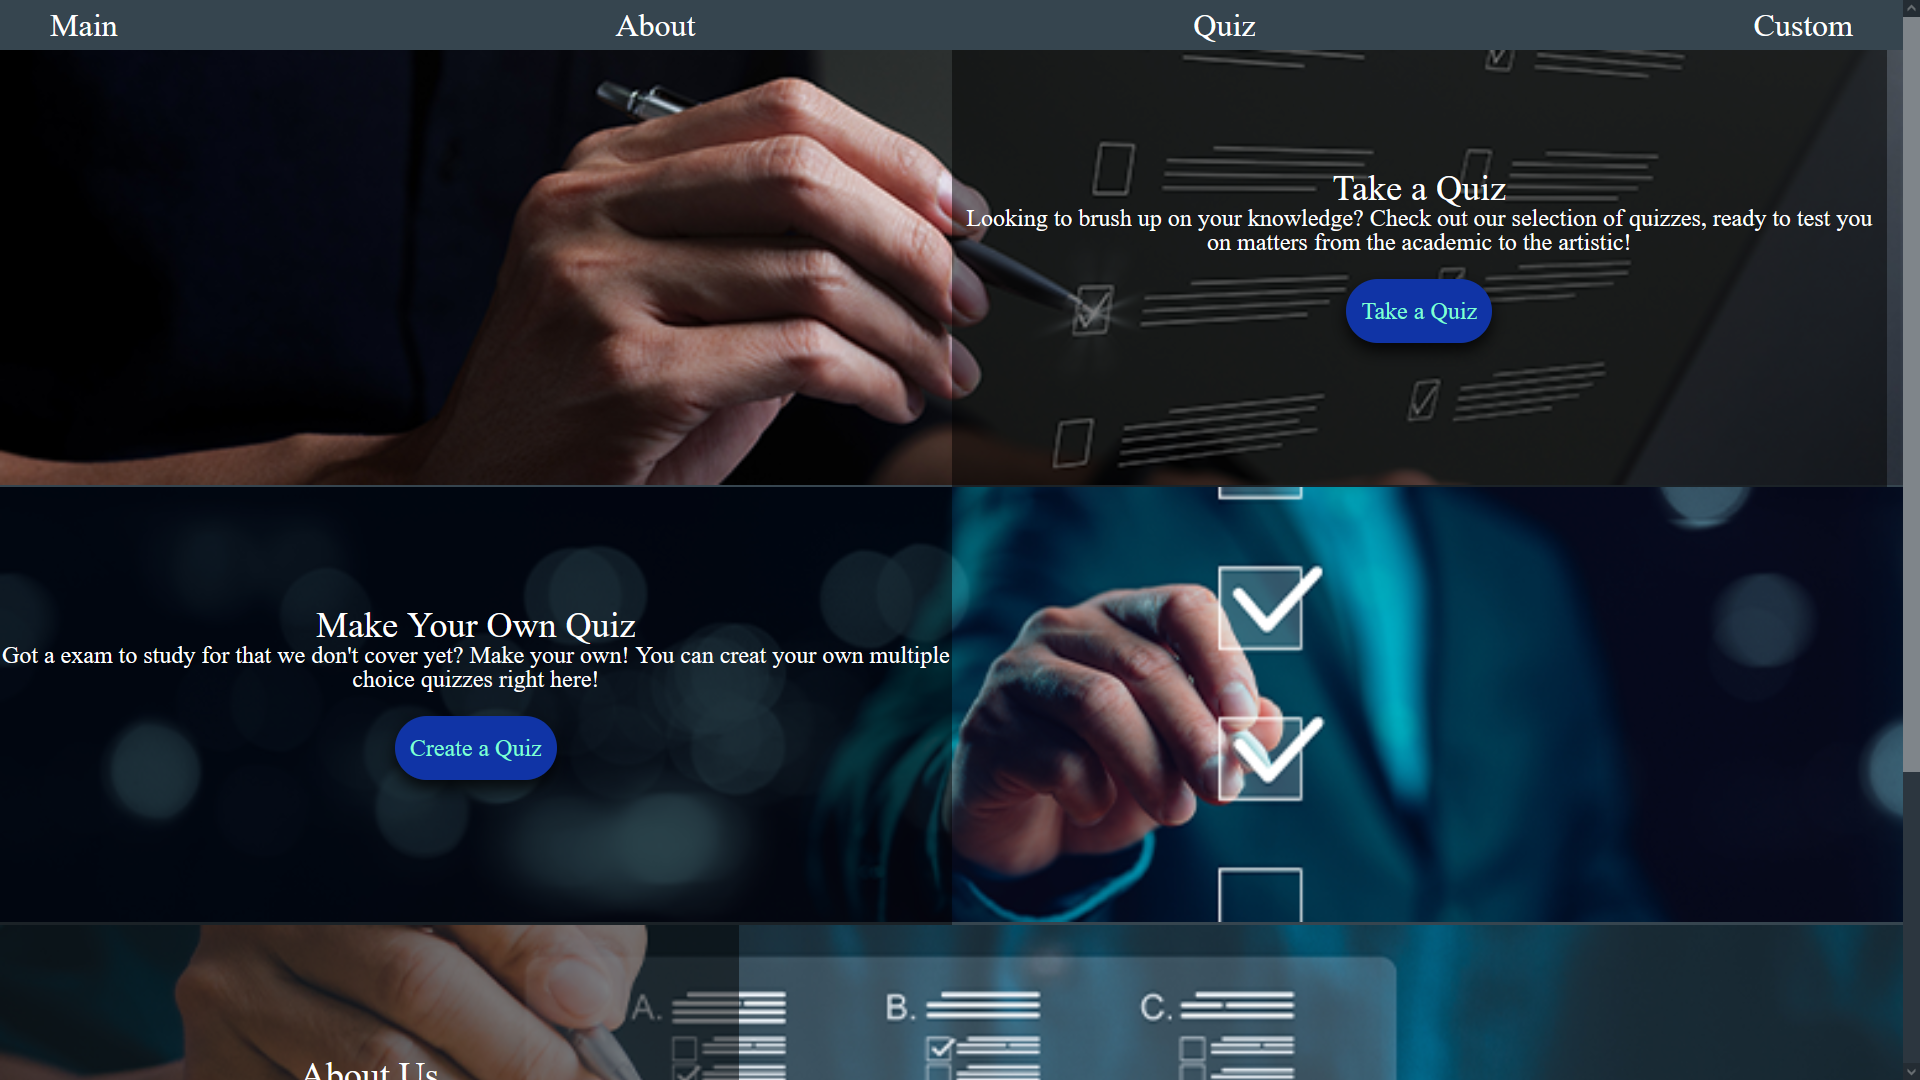 Main About Quiz Custom
Take a Quiz
Looking to brush up on your knowledge? Check out our selection of quizzes, ready to test you
on matters from the academic to the artistic!
Take a Quiz
Make Your Own Quiz
Got a exam to study for that we don't cover yet? Make your own! You can creat your own multiple
choice quizzes right here!
Create a Quiz
A. B. C.
About Us